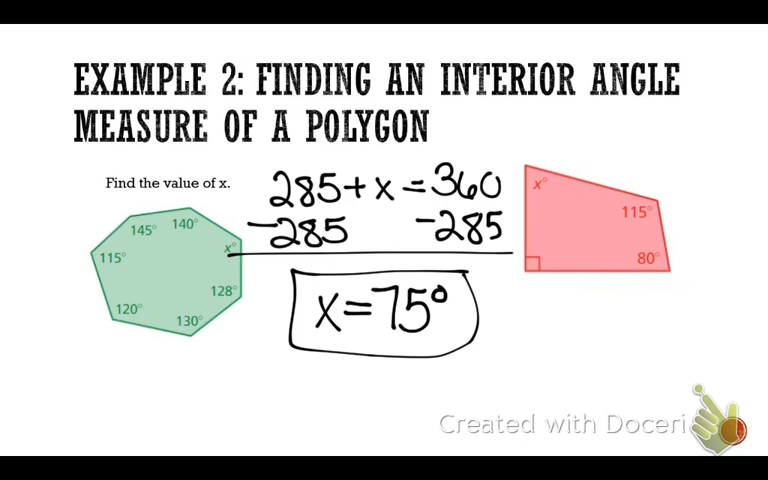 EXAMPLE 2: FINDING AN INTERIOR ANGLE
MEASURE OF A POLYGON
Find the value of x.
285 + x = 360
-285 -285
x = 75°
145° 140°
115° x°
128°
120° 130°
x°
115°
80°
Created with Doceri